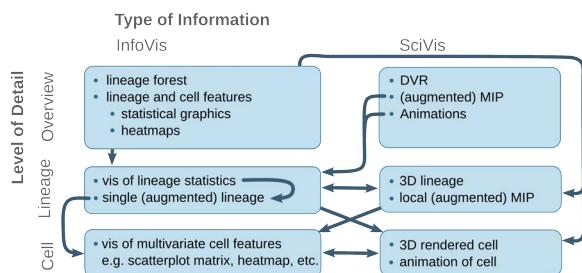 Type of Information
InfoVis
SciVis
Level of Detail
Overview
• lineage forest
• lineage and cell features
• statistical graphics
• heatmaps
• DVR
• (augmented) MIP
• Animations
Lineage
• vis of lineage statistics
• single (augmented) lineage
• 3D lineage
• local (augmented) MIP
Cell
• vis of multivariate cell features
e.g. scatterplot matrix, heatmap, etc.
• 3D rendered cell
• animation of cell